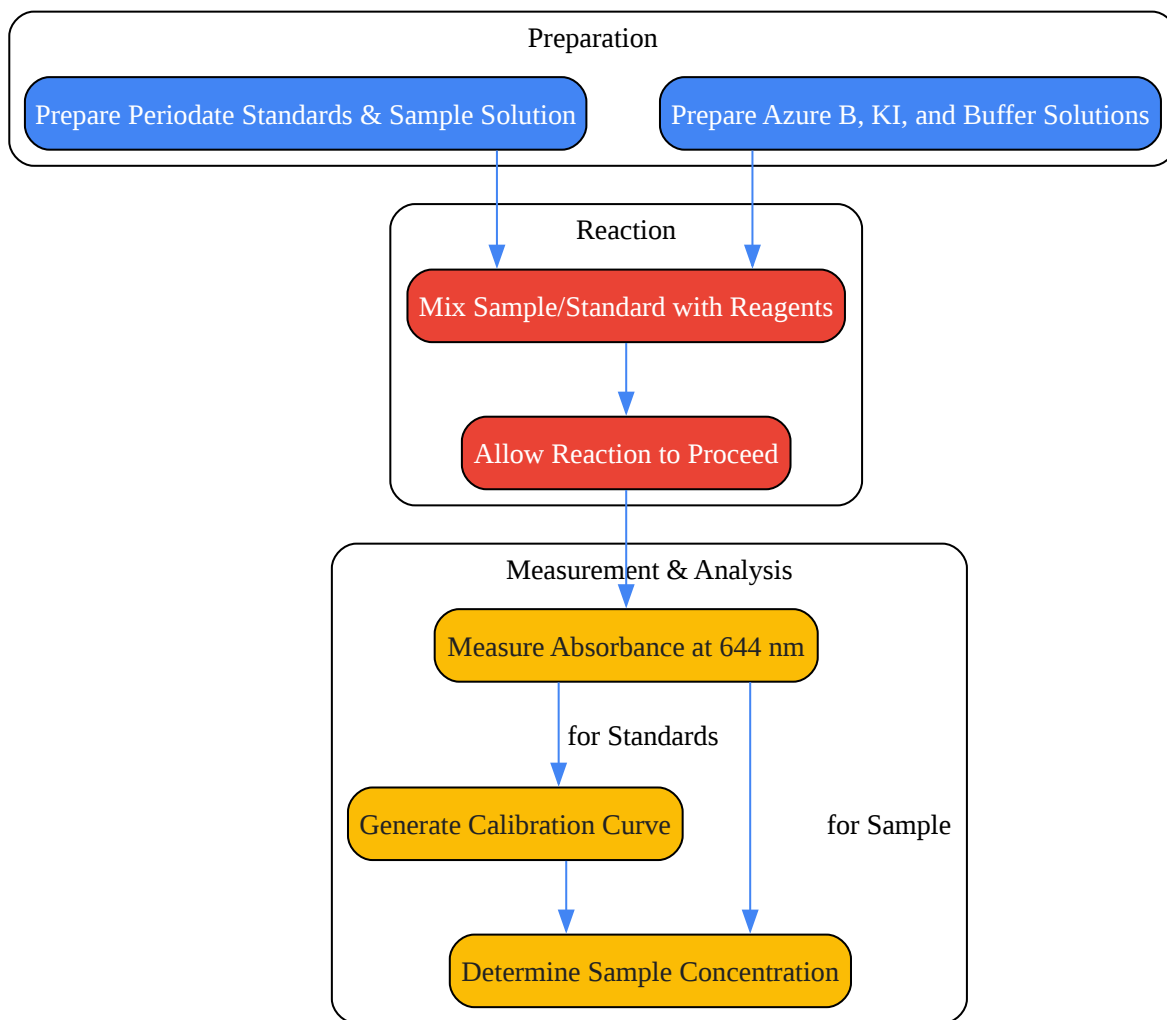 Preparation
Prepare Periodate Standards & Sample Solution
Prepare Azure B, KI, and Buffer Solutions
Reaction
Mix Sample/Standard with Reagents
Allow Reaction to Proceed
Measurement & Analysis
Measure Absorbance at 644 nm
for Standards
Generate Calibration Curve
for Sample
Determine Sample Concentration